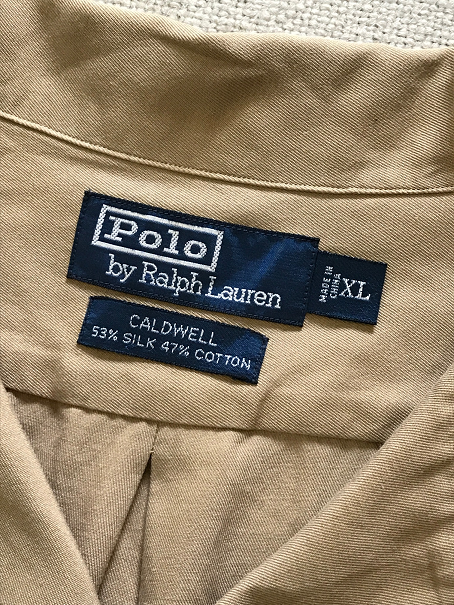 Polo
by Ralph Lauren
MADE IN
CHINA
XL
CALDWELL
53% SILK 47% COTTON